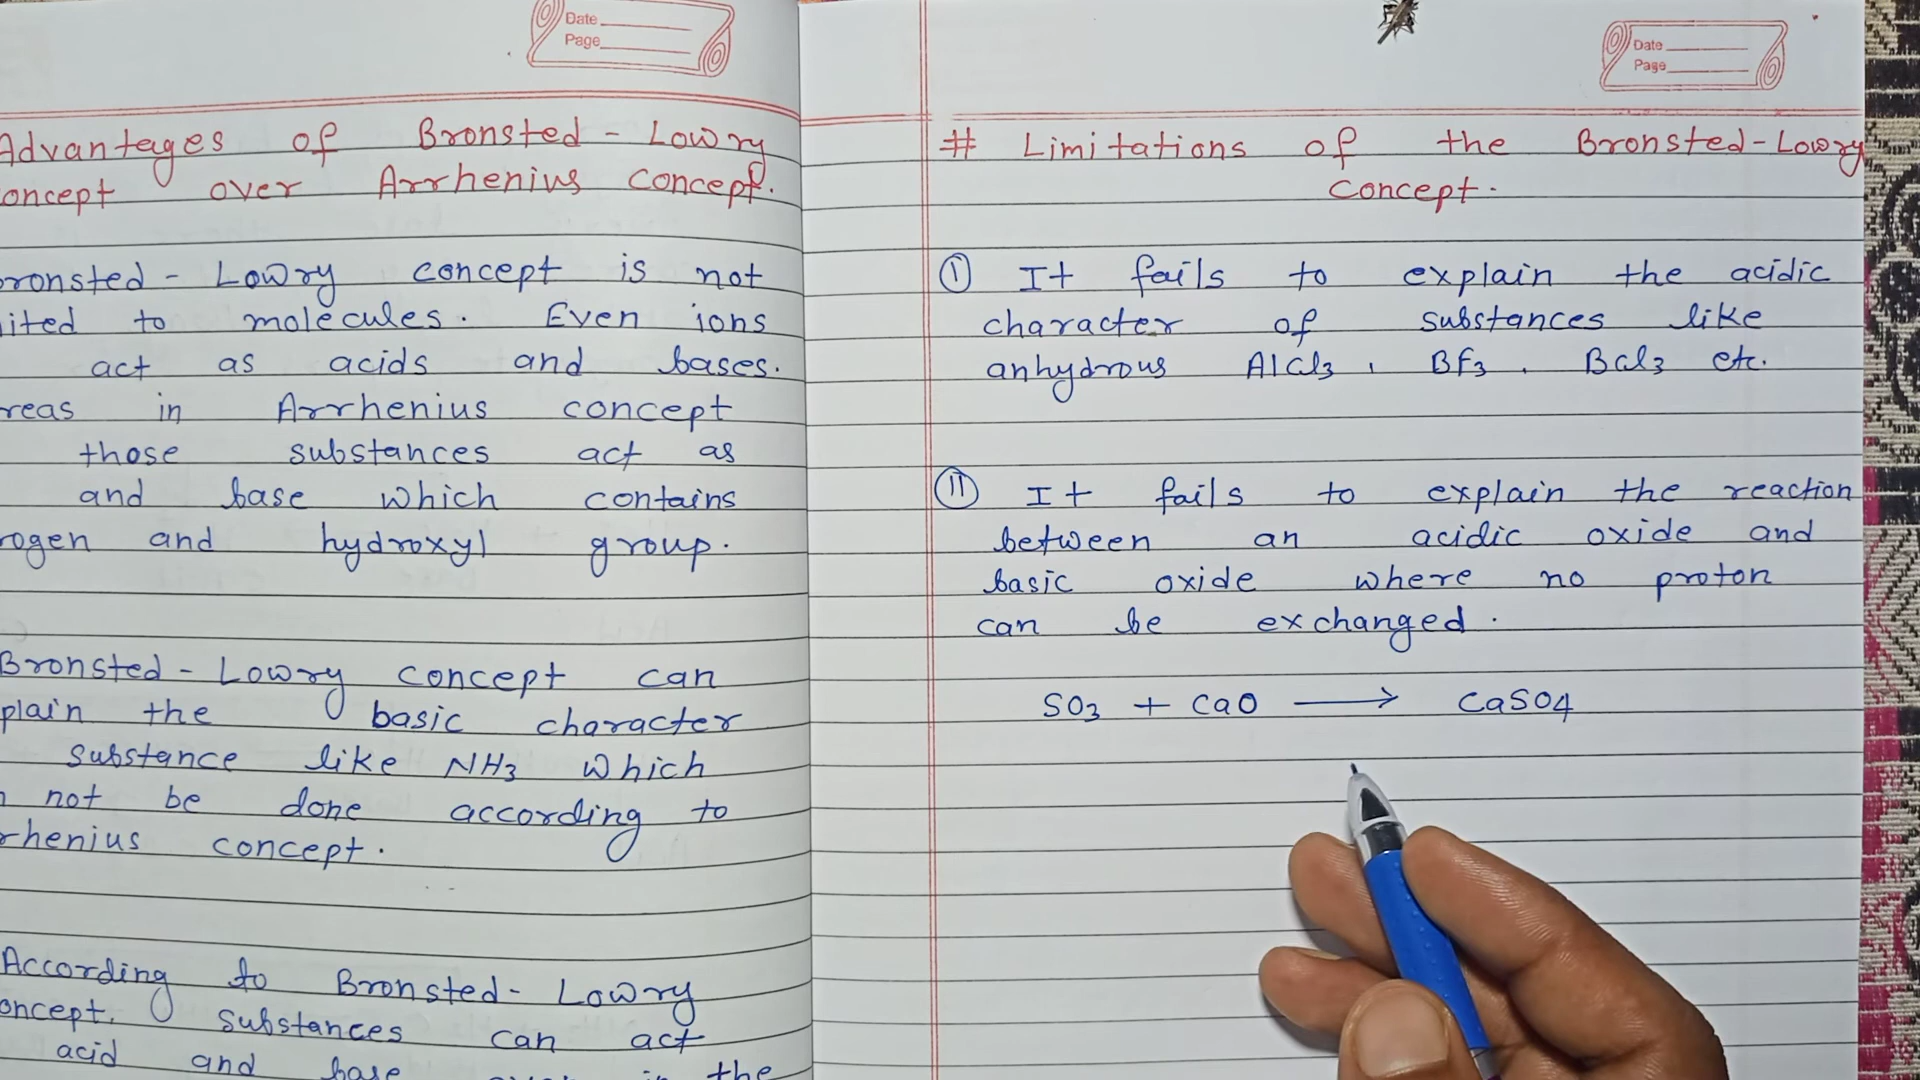 Date
Page
Advantages of Bronsted - Lowry
oncept over Arrhenius concept.
ronsted - Lowry concept is not
ited to molecules. Even ions
act as acids and bases.
reas in Arrhenius concept
those substances act as
and base which contains
rogen and hydroxyl group.
Bronsted - Lowry concept can
plain the basic character
substance like NH3 which
not be done according to
rhenius concept.
According to Bronsted - Lowry
oncept, substances can act
acid and base in the
Date
Page
# Limitations of the Bronsted - Lowry
concept.
I It fails to explain the acidic
character of substances like
anhydrous AlCl3, BF3, BCl3 etc.
II It fails to explain the reaction
between an acidic oxide and
basic oxide where no proton
can be exchanged.
SO3 + CaO → CaSO4